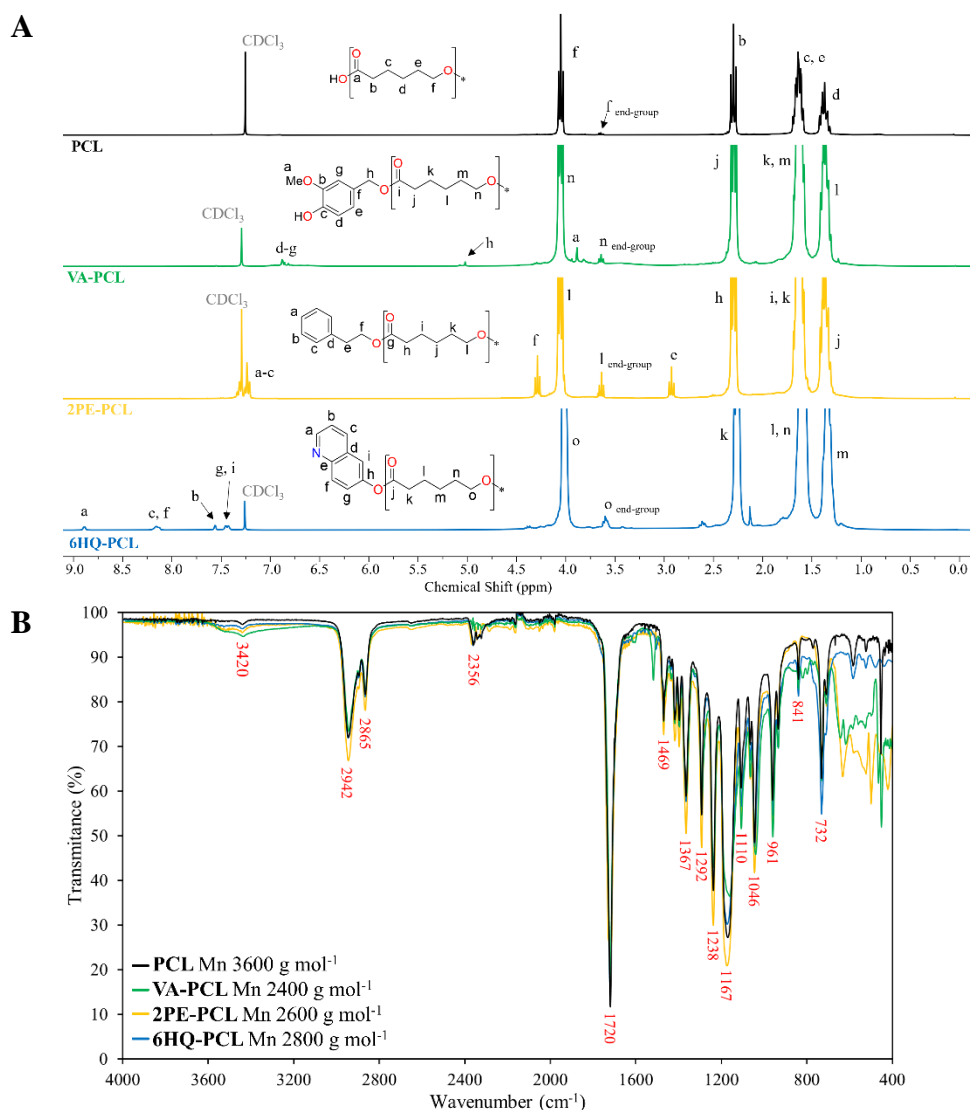 A
CDCl3
HO a O b c d e f O *
f
b
c, e
d
f end-group
PCL
CDCl3
a MeO b g h O k m O *
HO c d e f i j l n
d-g
h
n
a
n end-group
j
k, m
l
VA-PCL
CDCl3
a b c d e f O g O h i j k l O *
a-c
f
l
l end-group
e
h
i, k
j
2PE-PCL
a b c d e f g h i N O j O k l m n o O *
a
c, f
b
g, i
CDCl3
o
o end-group
k
l, n
m
6HQ-PCL
9.0 8.5 8.0 7.5 7.0 6.5 6.0 5.5 5.0 4.5 4.0 3.5 3.0 2.5 2.0 1.5 1.0 0.5 0.0
Chemical Shift (ppm)
B
100
90
80
70
60
50
40
30
20
10
0
Transmitance (%)
3420
2942
2865
2356
1720
1469
1367
1292
1238
1167
1110
1046
961
841
732
PCL Mn 3600 g mol-1
VA-PCL Mn 2400 g mol-1
2PE-PCL Mn 2600 g mol-1
6HQ-PCL Mn 2800 g mol-1
4000 3600 3200 2800 2400 2000 1600 1200 800 400
Wavenumber (cm-1)